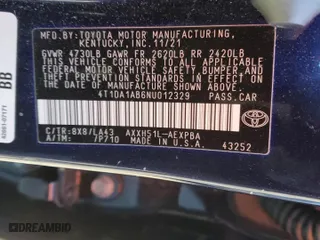 MFD. BY:TOYOTA MOTOR MANUFACTURING,
KENTUCKY, INC. 11/21
GVWR 4730LB GAWR FR 2620LB RR 2420LB
THIS VEHICLE CONFORMS TO ALL APPLICABLE
FEDERAL MOTOR VEHICLE SAFETY, BUMPER, AND
THEFT PREVENTION STANDARDS IN EFFECT ON
THE DATE OF MANUFACTURE SHOWN ABOVE.
4T1DA1AB6NU012329 PASS.CAR
C/TR:8X8/LA43 AXXH51L-AEXPBA
A/TM: 7P710 MADE IN U.S.A.
43252
TOYOTA
BB
DREAMBID